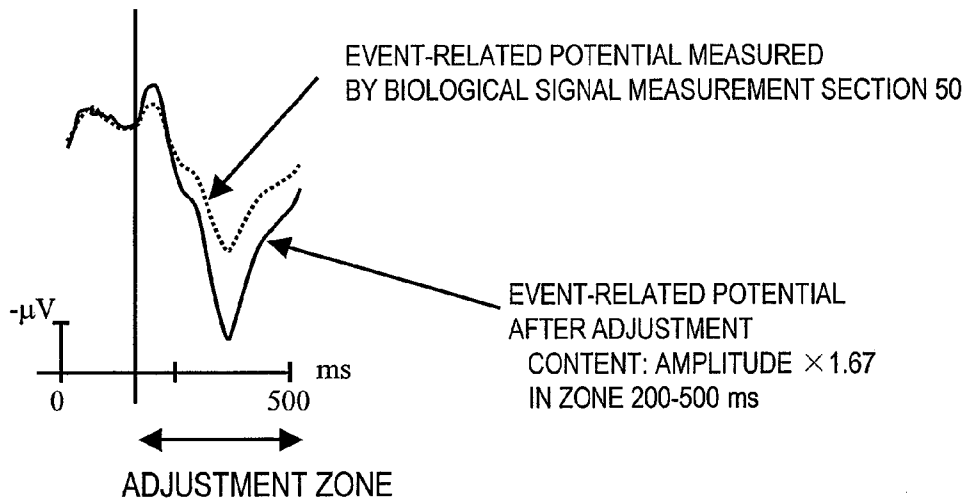 EVENT-RELATED POTENTIAL MEASURED
BY BIOLOGICAL SIGNAL MEASUREMENT SECTION 50
EVENT-RELATED POTENTIAL
AFTER ADJUSTMENT
CONTENT: AMPLITUDE ×1.67
IN ZONE 200-500 ms
-μV
ms
0
500
ADJUSTMENT ZONE